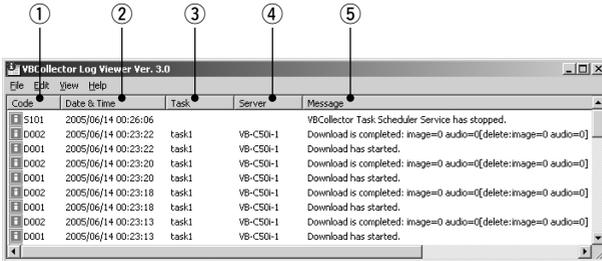 ① ② ③ ④ ⑤
VBCollector Log Viewer Ver. 3.0
File Edit View Help
Code Date & Time Task Server Message
S101 2005/06/14 00:26:06 VBCollector Task Scheduler Service has stopped.
D002 2005/06/14 00:23:22 task1 VB-C50i-1 Download is completed: image=0 audio=0[delete:image=0 audio=0]
D001 2005/06/14 00:23:22 task1 VB-C50i-1 Download has started.
D002 2005/06/14 00:23:20 task1 VB-C50i-1 Download is completed: image=0 audio=0[delete:image=0 audio=0]
D001 2005/06/14 00:23:20 task1 VB-C50i-1 Download has started.
D002 2005/06/14 00:23:18 task1 VB-C50i-1 Download is completed: image=0 audio=0[delete:image=0 audio=0]
D001 2005/06/14 00:23:18 task1 VB-C50i-1 Download has started.
D002 2005/06/14 00:23:13 task1 VB-C50i-1 Download is completed: image=0 audio=0[delete:image=0 audio=0]
D001 2005/06/14 00:23:13 task1 VB-C50i-1 Download has started.